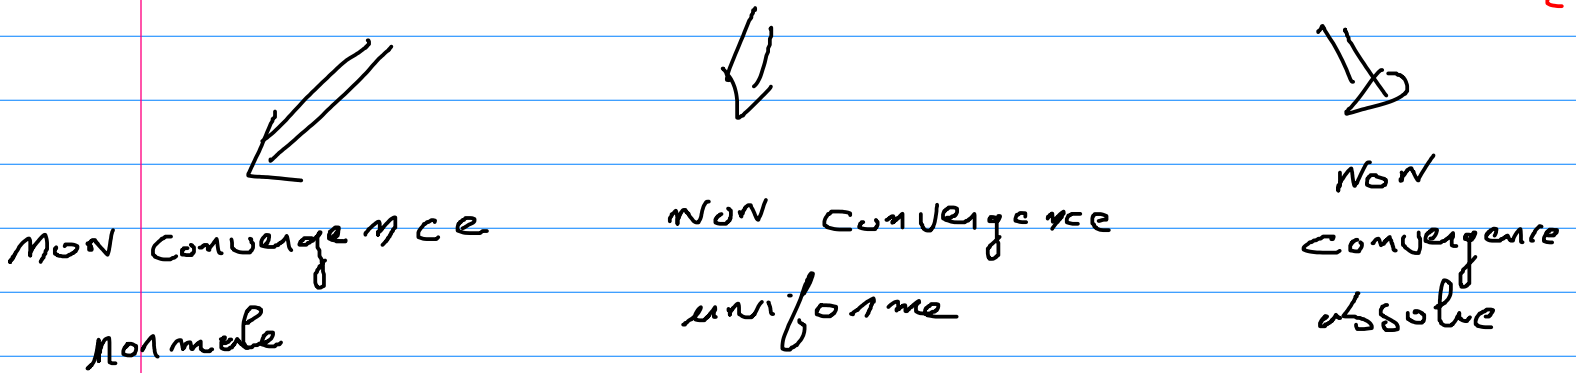 NON convergence
normale
NON convergence
uniforme
NON
convergence
absolue